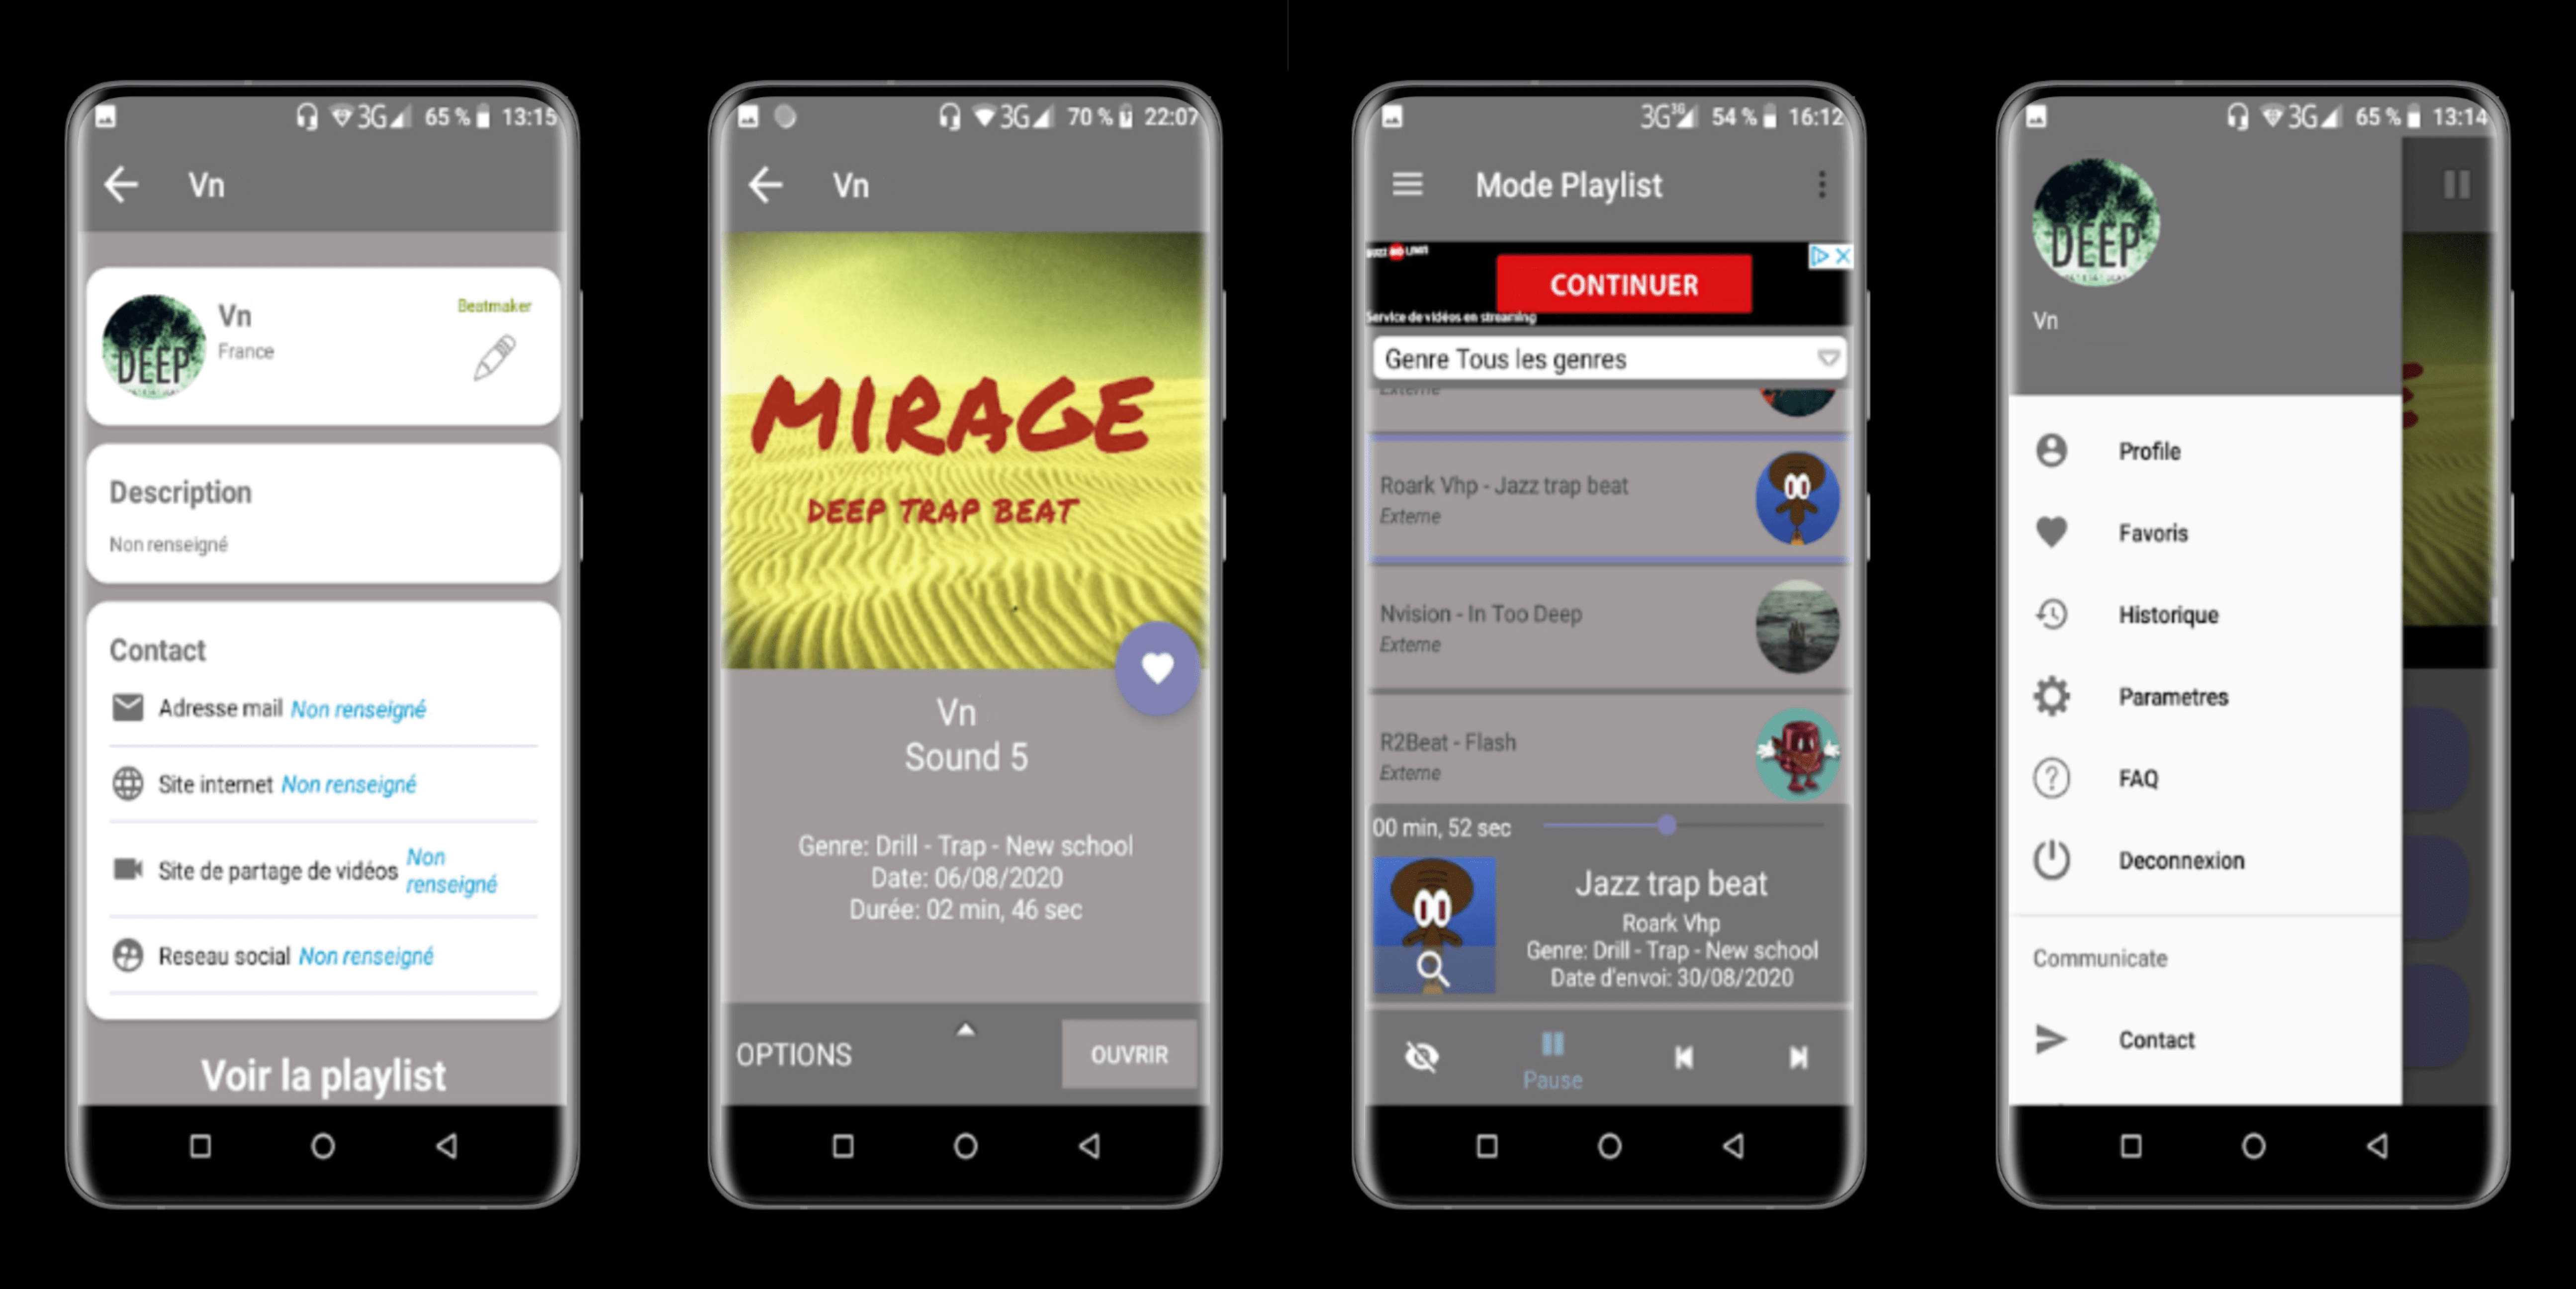 65 % 13:15
Vn
DEEP
Vn
France
Beatmaker
Description
Non renseigné
Contact
Adresse mail Non renseigné
Site internet Non renseigné
Site de partage de vidéos Non
renseigné
Reseau social Non renseigné
Voir la playlist
3G 70 % 22:07
Vn
MIRAGE
DEEP TRAP BEAT
Vn
Sound 5
Genre: Drill - Trap - New school
Date: 06/08/2020
Durée: 02 min, 46 sec
OPTIONS
OUVRIR
3G 3G 54 % 16:12
Mode Playlist
CONTINUER
Service de vidéos en streaming
Genre Tous les genres
Externe
Roark Vhp - Jazz trap beat
Externe
Nvision - In Too Deep
Externe
R2Beat - Flash
Externe
00 min, 52 sec
Jazz trap beat
Roark Vhp
Genre: Drill - Trap - New school
Date d'envoi: 30/08/2020
Pause
3G 65 % 13:14
DEEP
Vn
Profile
Favoris
Historique
Parametres
FAQ
Deconnexion
Communicate
Contact